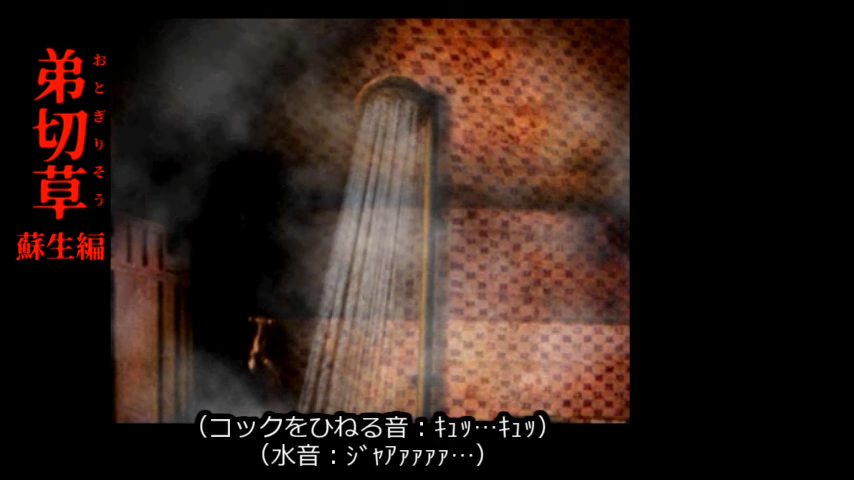 弟切草
おとぎりそう
蘇生編
（コックをひねる音：ｷｭｯ…ｷｭｯ）
（水音：ｼﾞｬｱｧｧｧｧ…）